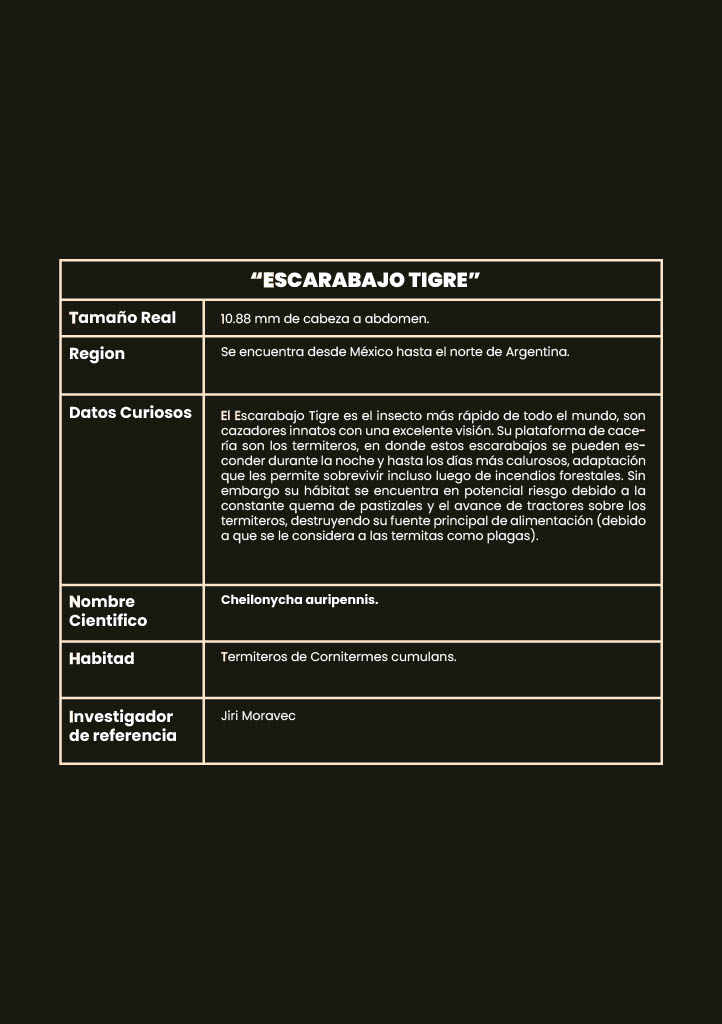 “ESCARABAJO TIGRE”
Tamaño Real
10.88 mm de cabeza a abdomen.
Region
Se encuentra desde México hasta el norte de Argentina.
Datos Curiosos
El Escarabajo Tigre es el insecto más rápido de todo el mundo, son
cazadores innatos con una excelente visión. Su plataforma de cace-
ría son los termiteros, en donde estos escarabajos se pueden es-
conder durante la noche y hasta los días más calurosos, adaptación
que les permite sobrevivir incluso luego de incendios forestales. Sin
embargo su hábitat se encuentra en potencial riesgo debido a la
constante quema de pastizales y el avance de tractores sobre los
termiteros, destruyendo su fuente principal de alimentación (debido
a que se le considera a las termitas como plagas).
Nombre
Cientifico
Cheilonycha auripennis.
Habitad
Termiteros de Cornitermes cumulans.
Investigador
de referencia
Jiri Moravec